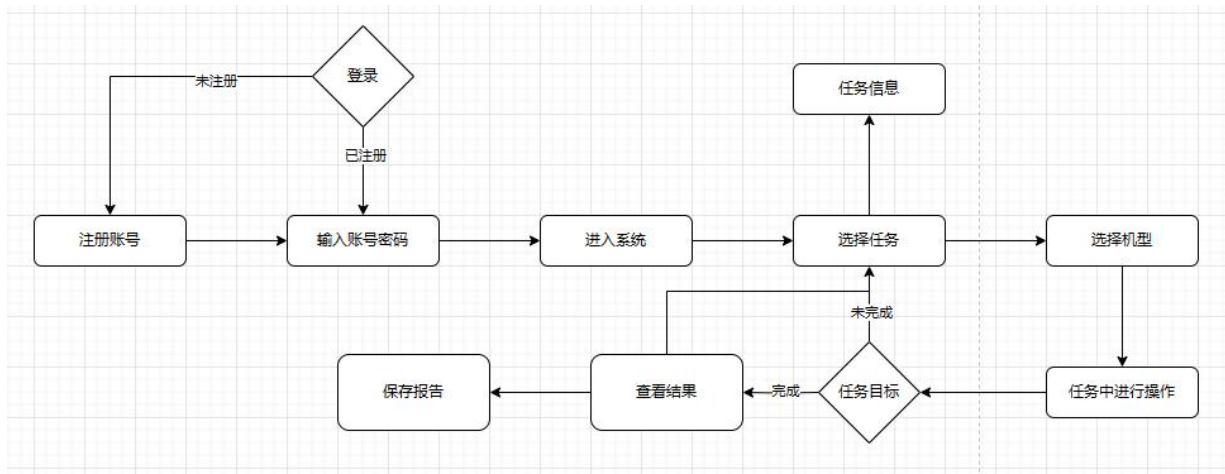 登录
未注册
任务信息
已注册
注册账号
输入账号密码
进入系统
选择任务
选择机型
未完成
保存报告
查看结果
完成
任务目标
任务中进行操作